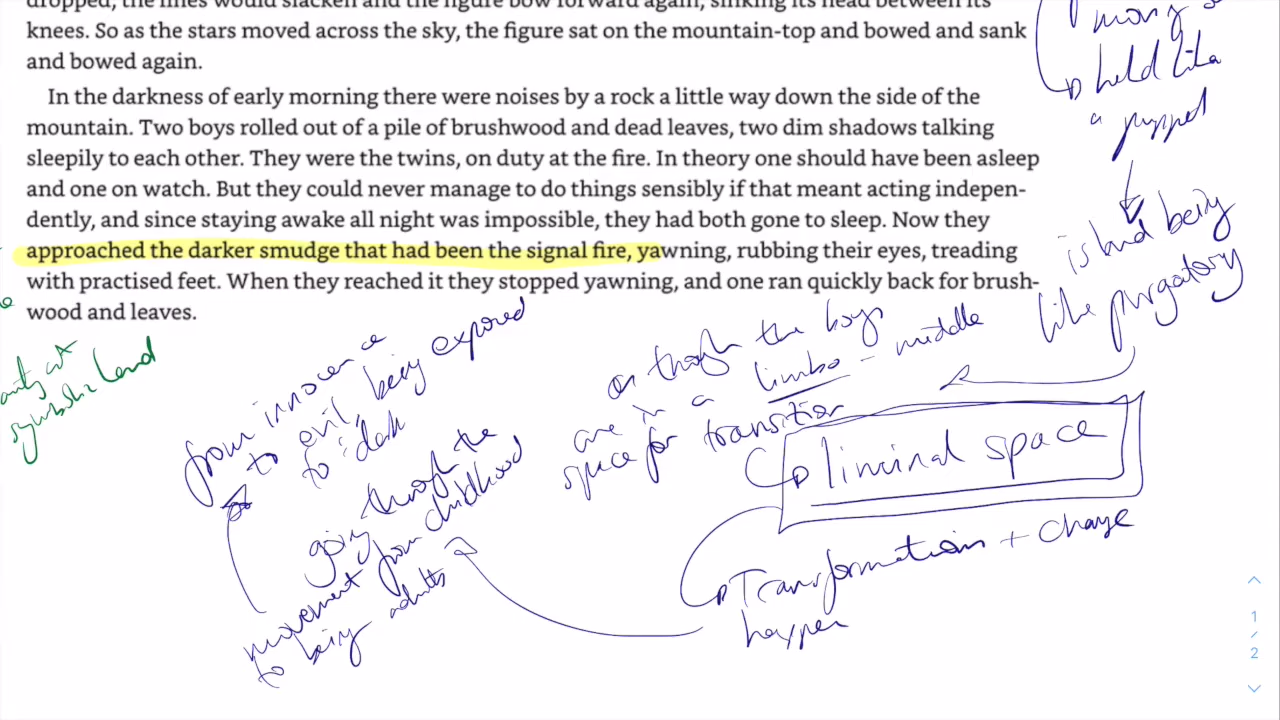 dropped, the lines would slacken and the figure bow forward again, sinking its head between its
knees. So as the stars moved across the sky, the figure sat on the mountain-top and bowed and sank
and bowed again.
In the darkness of early morning there were noises by a rock a little way down the side of the
mountain. Two boys rolled out of a pile of brushwood and dead leaves, two dim shadows talking
sleepily to each other. They were the twins, on duty at the fire. In theory one should have been asleep
and one on watch. But they could never manage to do things sensibly if that meant acting indepen-
dently, and since staying awake all night was impossible, they had both gone to sleep. Now they
approached the darker smudge that had been the signal fire, yawning, rubbing their eyes, treading
with practised feet. When they reached it they stopped yawning, and one ran quickly back for brush-
wood and leaves.
held like
a puppet
island being
like purgatory
as though the boys
are in a limbo - middle
space for transition
liminal space
Transformation + change
happen
going through the
movement from childhood
to being adults
from innocence
to evil, being exposed
to idek
at
land
1
/
2